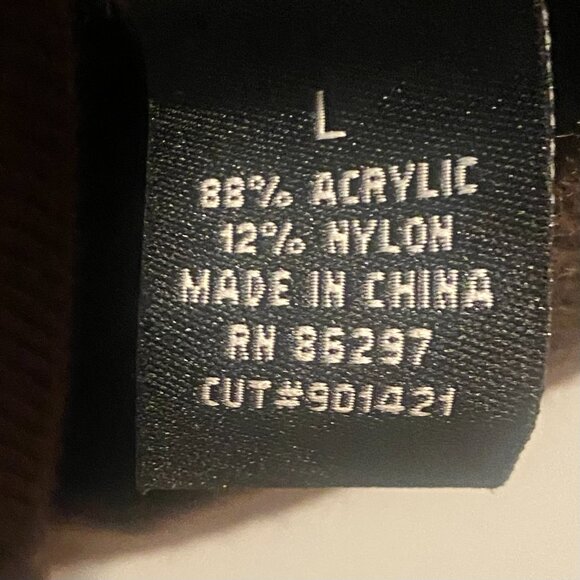 L
88% ACRYLIC
12% NYLON
MADE IN CHINA
RN 86297
CUT#901421